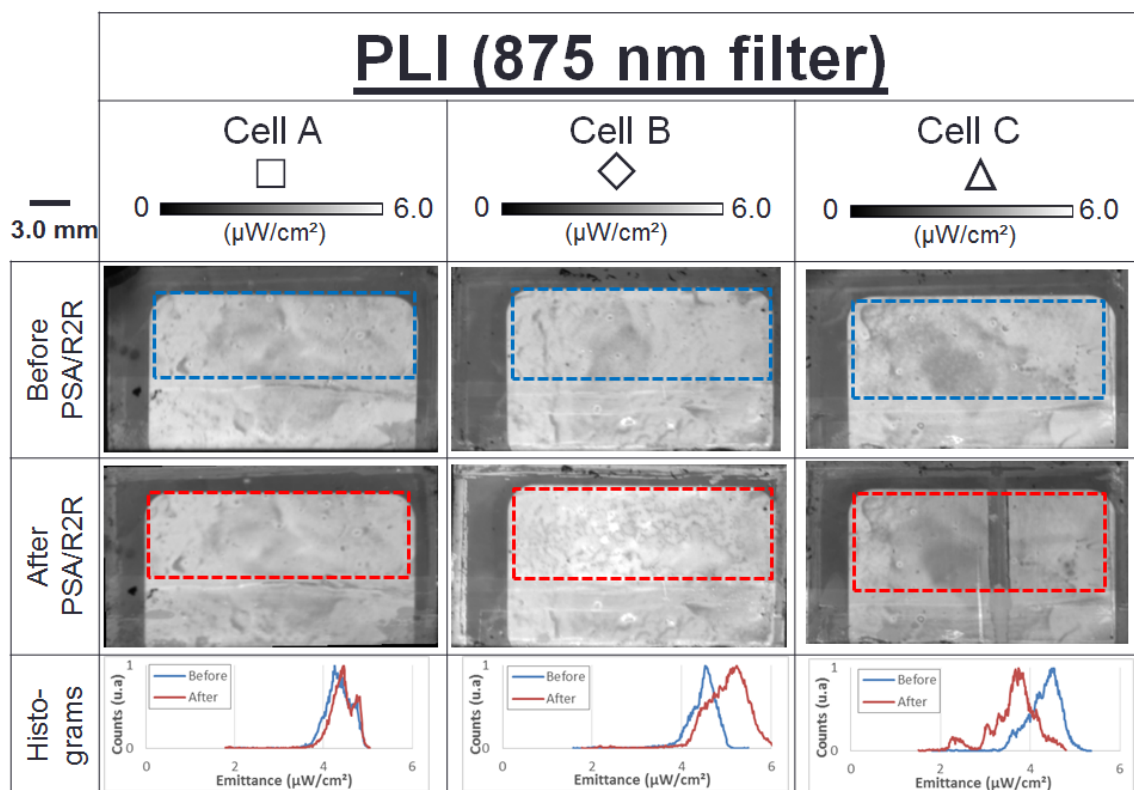 PLI (875 nm filter)
Cell A
Cell B
Cell C
3.0 mm
0 6.0
(µW/cm²)
0 6.0
(µW/cm²)
0 6.0
(µW/cm²)
Before
PSA/R2R
After
PSA/R2R
Histo-
grams
Counts (u.a)
1
0
Before
After
0 2 4 6
Emittance (µW/cm²)
Counts (u.a)
1
0
Before
After
0 2 4 6
Emittance (µW/cm²)
Counts (u.a)
1
0
Before
After
0 2 4 6
Emittance (µW/cm²)